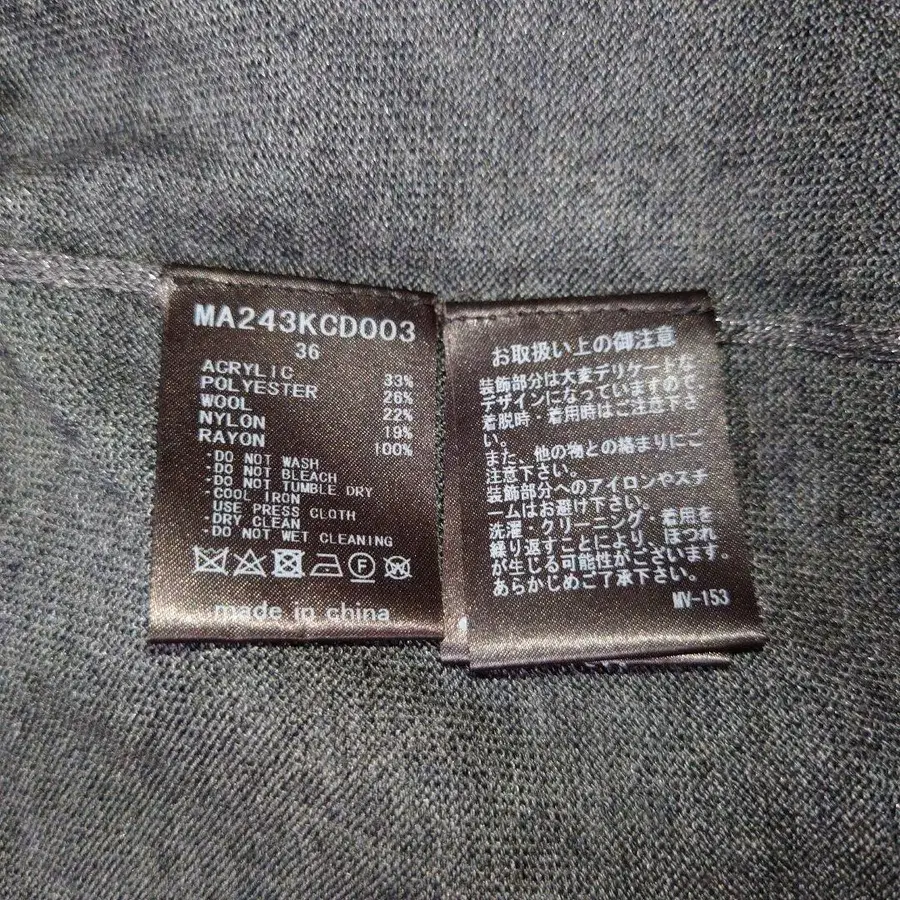 MA243KCD003
36
ACRYLIC 33%
POLYESTER 26%
WOOL 22%
NYLON 19%
RAYON 100%
·DO NOT WASH
·DO NOT BLEACH
·DO NOT TUMBLE DRY
·COOL IRON
USE PRESS CLOTH
·DRY CLEAN
·DO NOT WET CLEANING
F W
made in china
お取扱い上の御注意
装飾部分は大変デリケートな
デザインになっていますので、
着脱時・着用時はご注意下さ
い。
また、他の物との絡まりにご
注意下さい。
装飾部分へのアイロンやスチ
ームはお避け下さい。
洗濯・クリーニング・着用を
繰り返すことにより、ほつれ
が生じる可能性がございます。
あらかじめご了承下さい。
MV-153